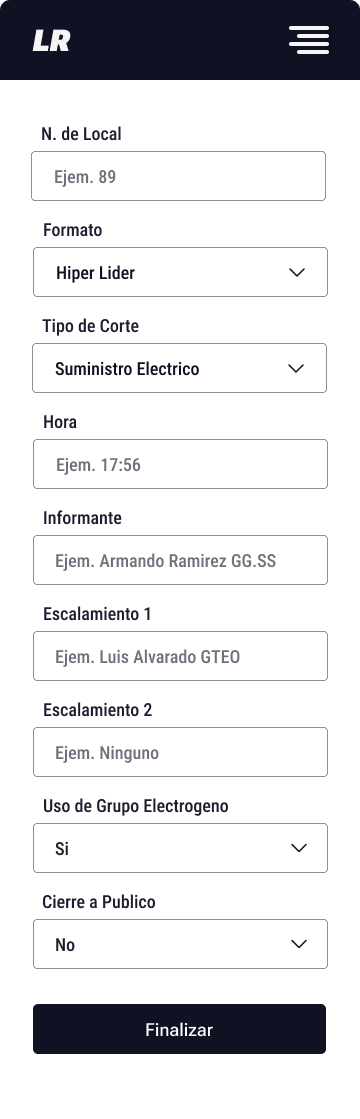 LR
N. de Local
Ejem. 89
Formato
Hiper Lider
Tipo de Corte
Suministro Electrico
Hora
Ejem. 17:56
Informante
Ejem. Armando Ramirez GG.SS
Escalamiento 1
Ejem. Luis Alvarado GTEO
Escalamiento 2
Ejem. Ninguno
Uso de Grupo Electrogeno
Si
Cierre a Publico
No
Finalizar